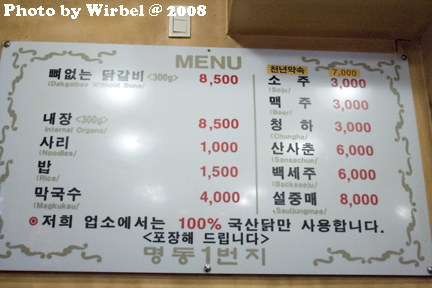 Photo by Wirbel @ 2008
MENU
뼈없는 닭갈비<300g> 8,500
(Dakgalbee Without Bone/
내장<300g> 8,500
Internal Organs/
사리 1,000
(Noodles/
밥 1,500
(Rice/
막국수 4,000
(Magkuksu/
천년약속 7,000
소주 3,000
(Soju/
맥주 3,000
(Beer/
청하 3,000
(Chungha/
산사춘 6,000
(Sansachun/
백세주 6,000
(Backseju/
설중매 8,000
(Sauljungmae/
◉ 저희 업소에서는 100% 국산닭만 사용합니다.
<포장해 드립니다>
명동1번지